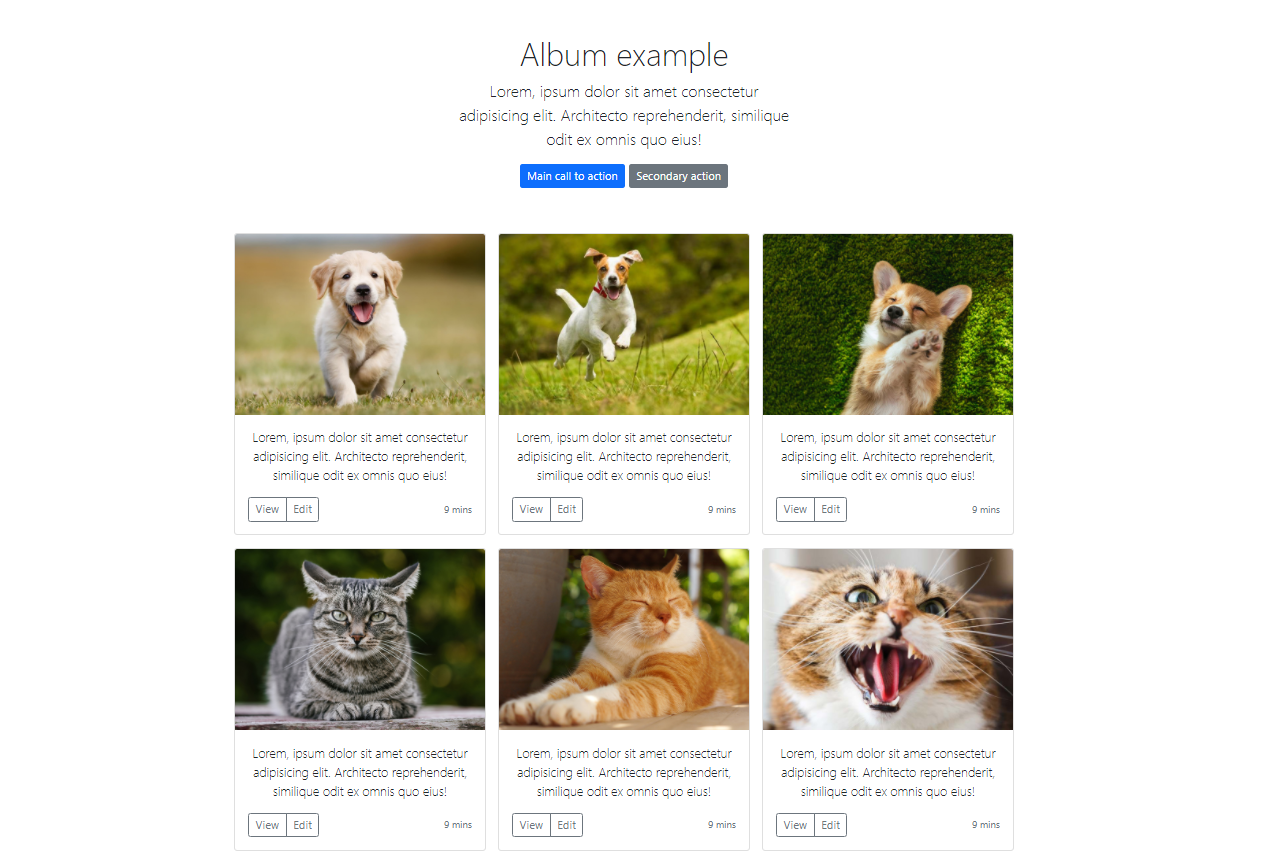 Album example
Lorem, ipsum dolor sit amet consectetur
adipisicing elit. Architecto reprehenderit, similique
odit ex omnis quo eius!
Main call to action Secondary action
Lorem, ipsum dolor sit amet consectetur
adipisicing elit. Architecto reprehenderit,
similique odit ex omnis quo eius!
View Edit 9 mins
Lorem, ipsum dolor sit amet consectetur
adipisicing elit. Architecto reprehenderit,
similique odit ex omnis quo eius!
View Edit 9 mins
Lorem, ipsum dolor sit amet consectetur
adipisicing elit. Architecto reprehenderit,
similique odit ex omnis quo eius!
View Edit 9 mins
Lorem, ipsum dolor sit amet consectetur
adipisicing elit. Architecto reprehenderit,
similique odit ex omnis quo eius!
View Edit 9 mins
Lorem, ipsum dolor sit amet consectetur
adipisicing elit. Architecto reprehenderit,
similique odit ex omnis quo eius!
View Edit 9 mins
Lorem, ipsum dolor sit amet consectetur
adipisicing elit. Architecto reprehenderit,
similique odit ex omnis quo eius!
View Edit 9 mins